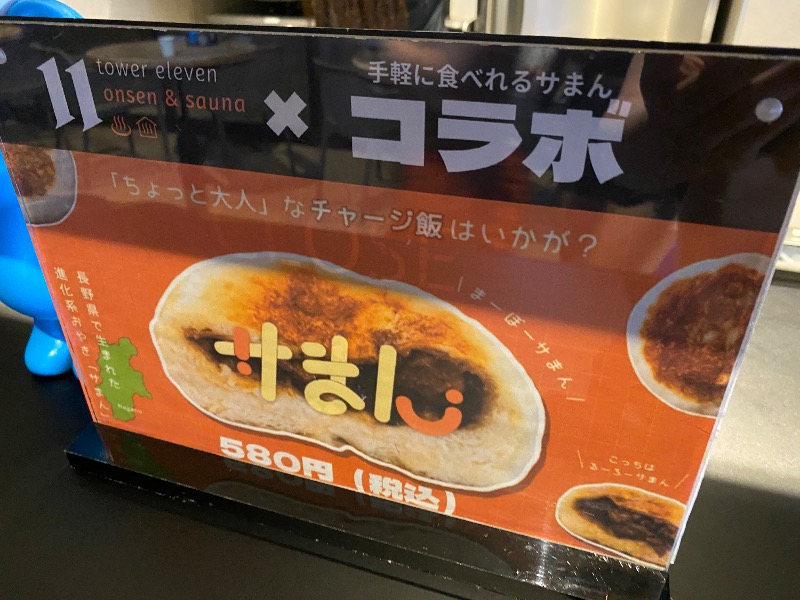 11
tower eleven
onsen & sauna
×
手軽に食べれるサまん
コラボ
「ちょっと大人」なチャージ飯はいかが？
まーぼーサまん
長野県で生まれた
進化系おやき「サまん」
Nagano
サまん
580円（税込）
こっちは
るーるーサまん